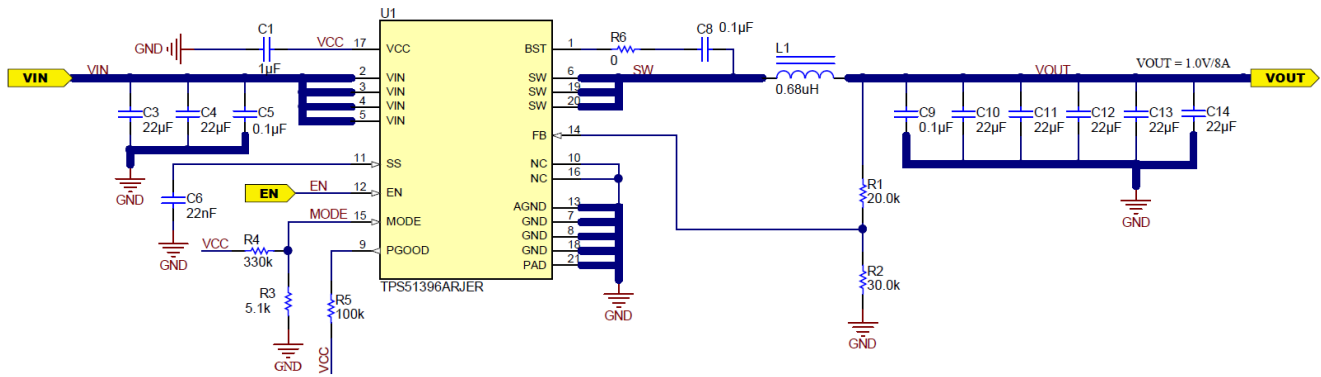 U1
C1
GND
VCC
1µF
17
VCC
BST
1
R6
0
C8
0.1µF
L1
0.68uH
VIN
VIN
2
VIN
3
VIN
4
VIN
5
VIN
SW
6
SW
SW
19
SW
20
VOUT
VOUT = 1.0V/8A
VOUT
C3
22µF
C4
22µF
C5
0.1µF
GND
FB
14
C9
0.1µF
C10
22µF
C11
22µF
C12
22µF
C13
22µF
C14
22µF
GND
11
SS
C6
22nF
GND
EN
EN
12
EN
MODE
15
MODE
9
PGOOD
NC
10
NC
16
AGND
13
GND
7
GND
8
GND
18
PAD
21
GND
R1
20.0k
R2
30.0k
GND
VCC
R4
330k
R3
5.1k
GND
R5
100k
VCC
TPS51396ARJER